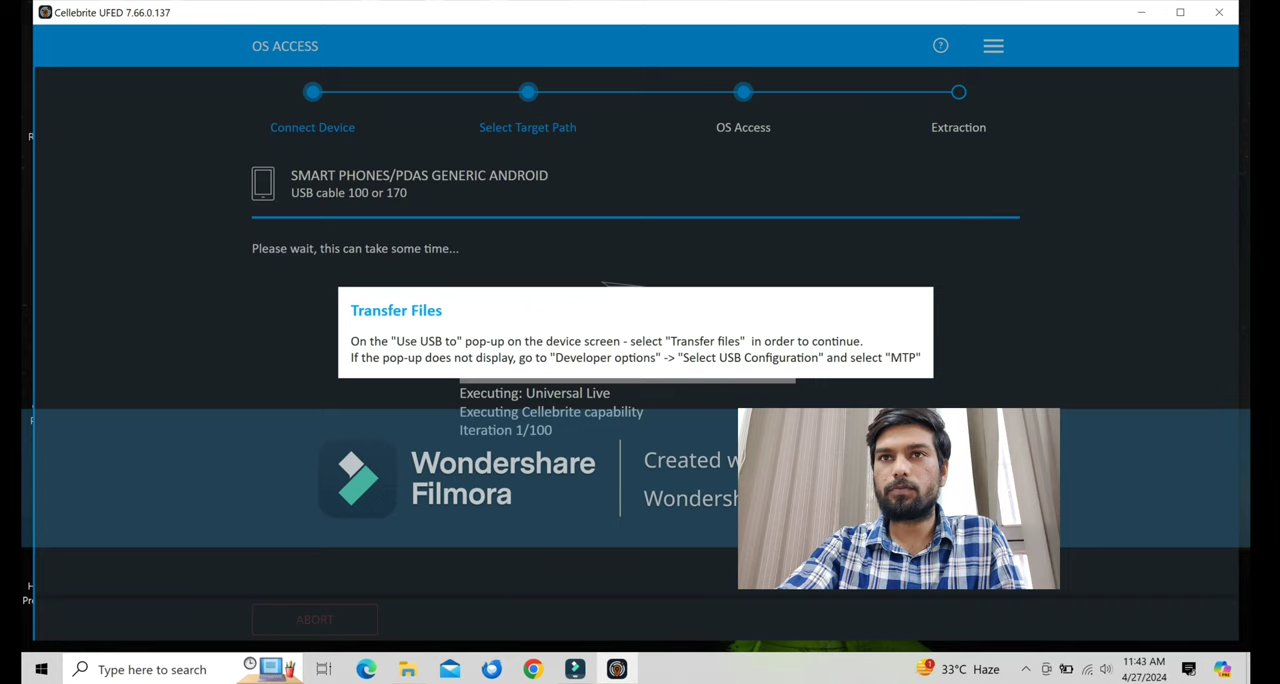 Cellebrite UFED 7.66.0.137
OS ACCESS
?
Connect Device
Select Target Path
OS Access
Extraction
SMART PHONES/PDAS GENERIC ANDROID
USB cable 100 or 170
Please wait, this can take some time...
Transfer Files
On the "Use USB to" pop-up on the device screen - select "Transfer files" in order to continue.
If the pop-up does not display, go to "Developer options" -> "Select USB Configuration" and select "MTP"
Executing: Universal Live
Executing Cellebrite capability
Iteration 1/100
Wondershare
Filmora
Created w
Wondersh
ABORT
Type here to search
1
33°C Haze
11:43 AM
4/27/2024